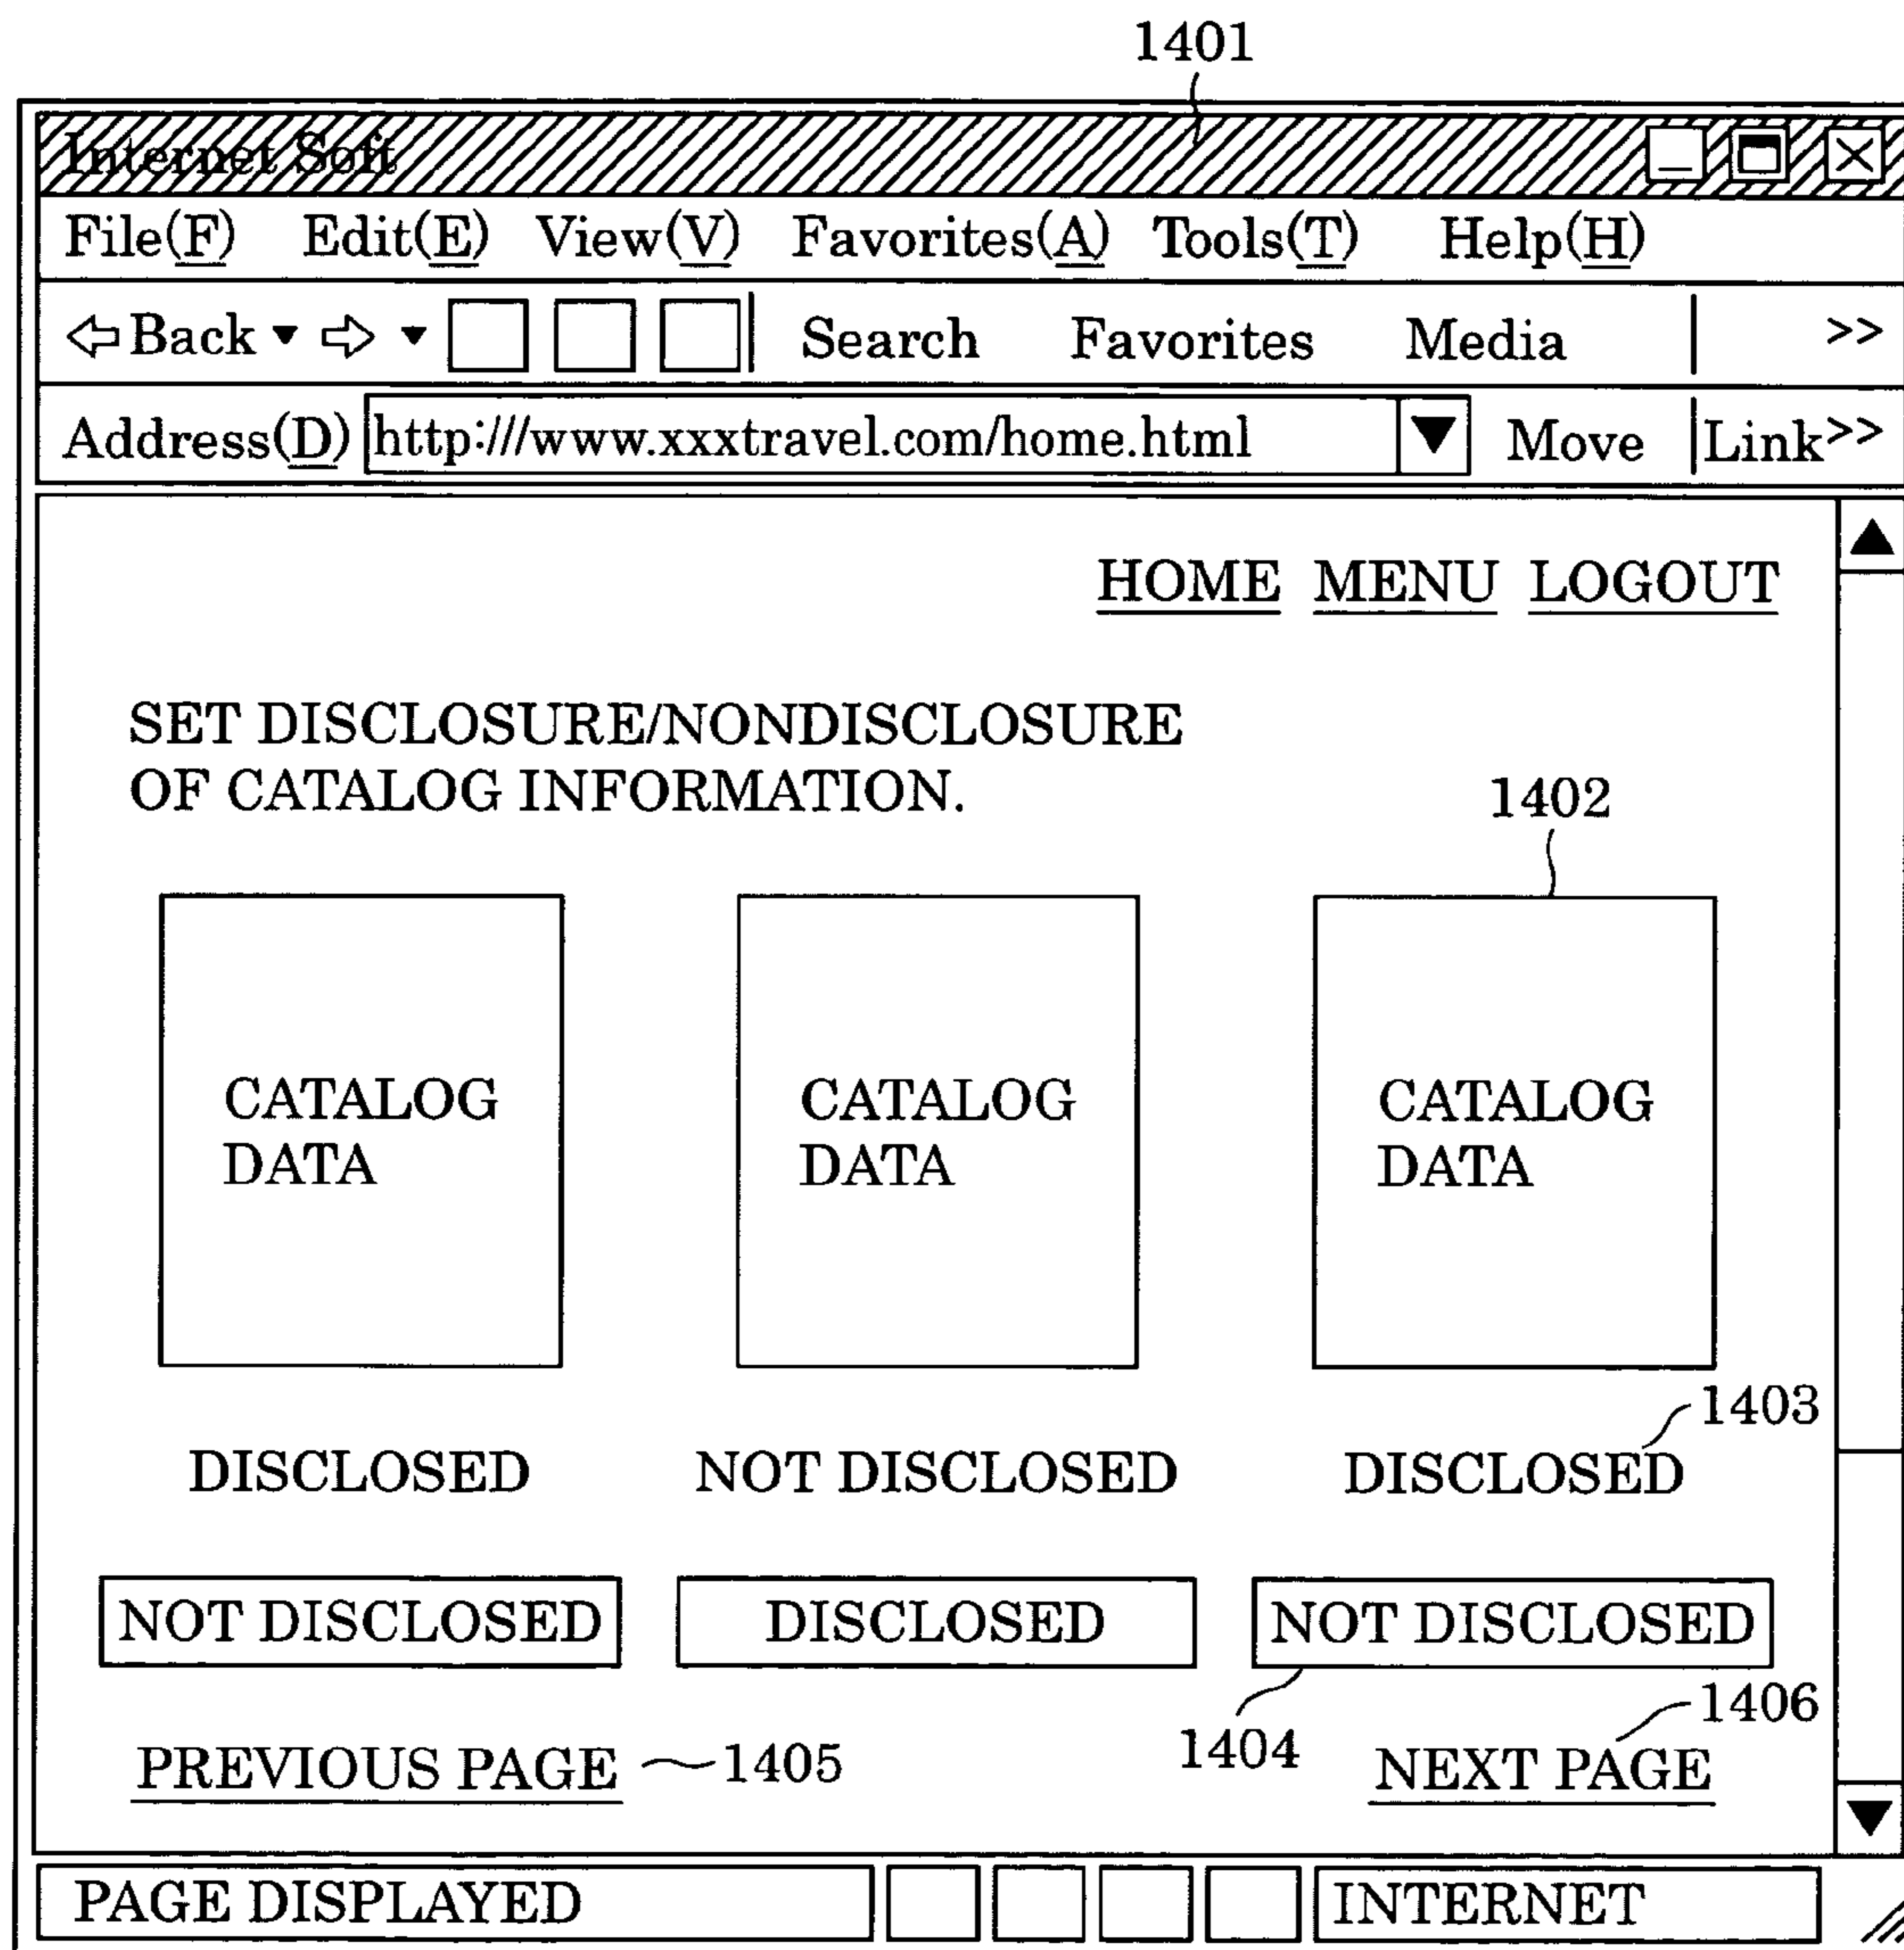 1401
Internet Soft
File(F) Edit(E) View(V) Favorites(A) Tools(T) Help(H)
Back Search Favorites Media >>
Address(D) http:///www.xxxtravel.com/home.html Move Link>>
HOME MENU LOGOUT
SET DISCLOSURE/NONDISCLOSURE
OF CATALOG INFORMATION.
1402
CATALOG CATALOG CATALOG
DATA DATA DATA
1403
DISCLOSED NOT DISCLOSED DISCLOSED
NOT DISCLOSED DISCLOSED NOT DISCLOSED
1404 1406
PREVIOUS PAGE 1405 NEXT PAGE
PAGE DISPLAYED INTERNET